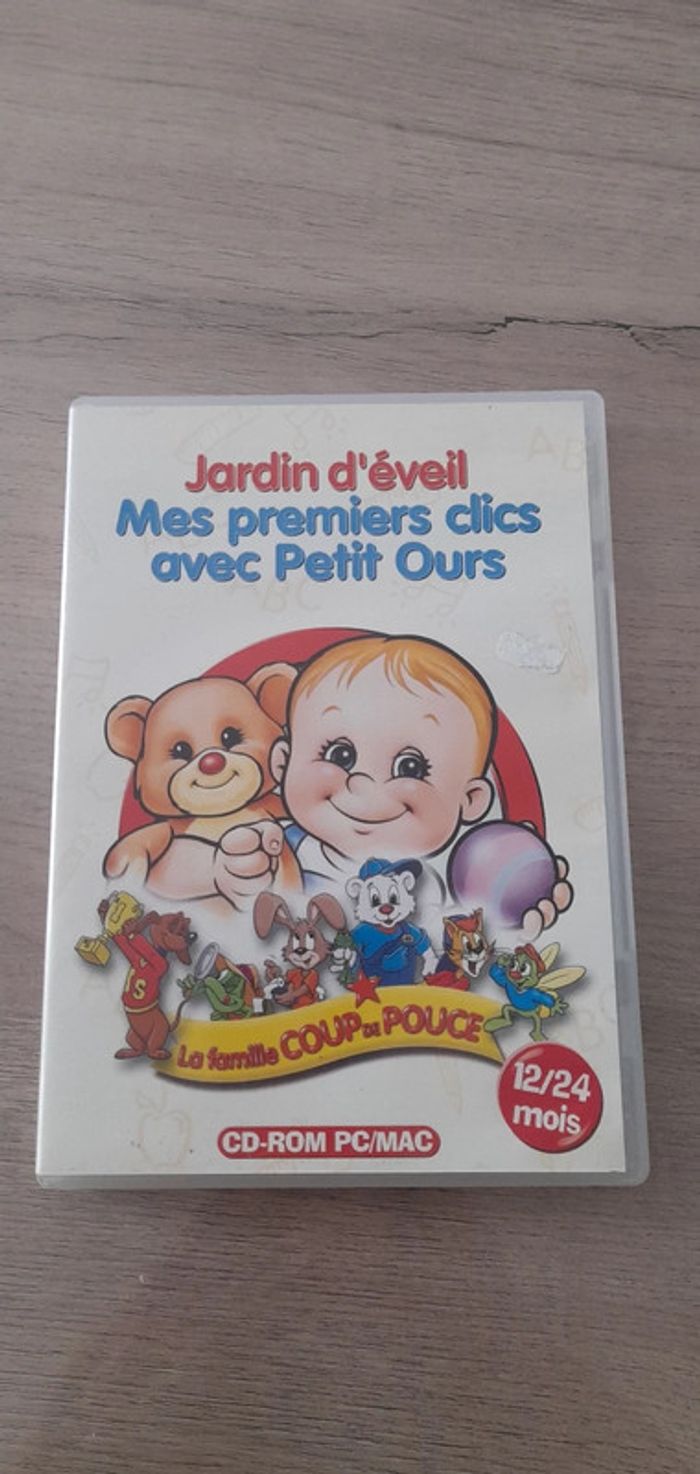 Jardin d'éveil
Mes premiers clics
avec Petit Ours
La famille COUP DE POUCE
12/24
mois
CD-ROM PC/MAC